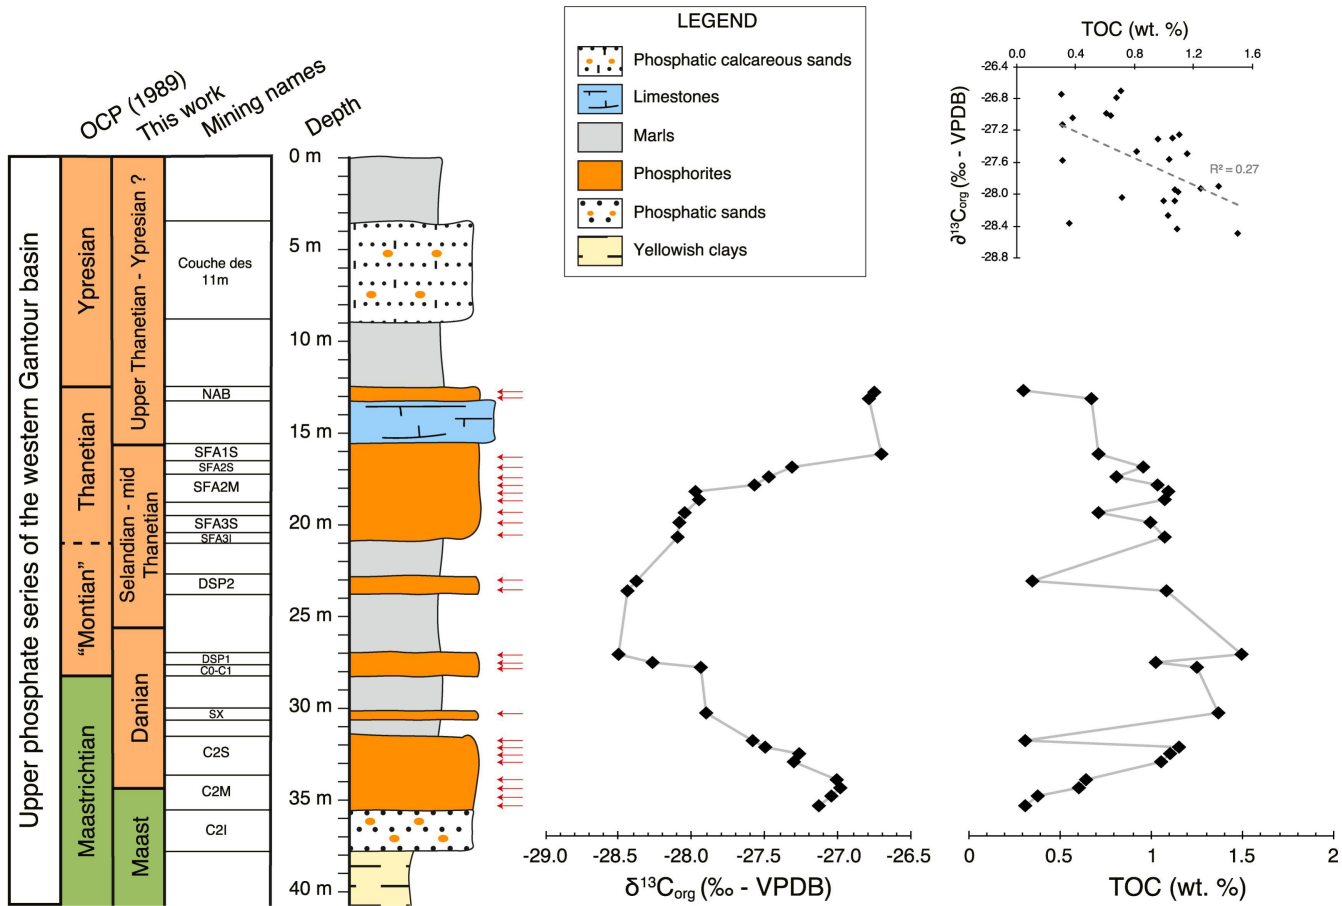 LEGEND
Phosphatic calcareous sands
Limestones
Marls
Phosphorites
Phosphatic sands
Yellowish clays
TOC (wt. %)
0.0 0.4 0.8 1.2 1.6
-26.4
-26.8
-27.2
-27.6
-28.0
-28.4
-28.8
∂¹³Corg (‰ - VPDB)
R² = 0.27
OCP (1989)
This work
Mining names
Depth
Upper phosphate series of the western Gantour basin
Ypresian
Thanetian
“Montian”
Maastrichtian
Upper Thanetian - Ypresian ?
Selandian - mid
Thanetian
Danian
Maast
Couche des
11m
NAB
SFA1S
SFA2S
SFA2M
SFA3S
SFA3I
DSP2
DSP1
C0-C1
SX
C2S
C2M
C2I
0 m
5 m
10 m
15 m
20 m
25 m
30 m
35 m
40 m
-29.0 -28.5 -28.0 -27.5 -27.0 -26.5
δ¹³Corg (‰ - VPDB)
0 0.5 1 1.5 2
TOC (wt. %)